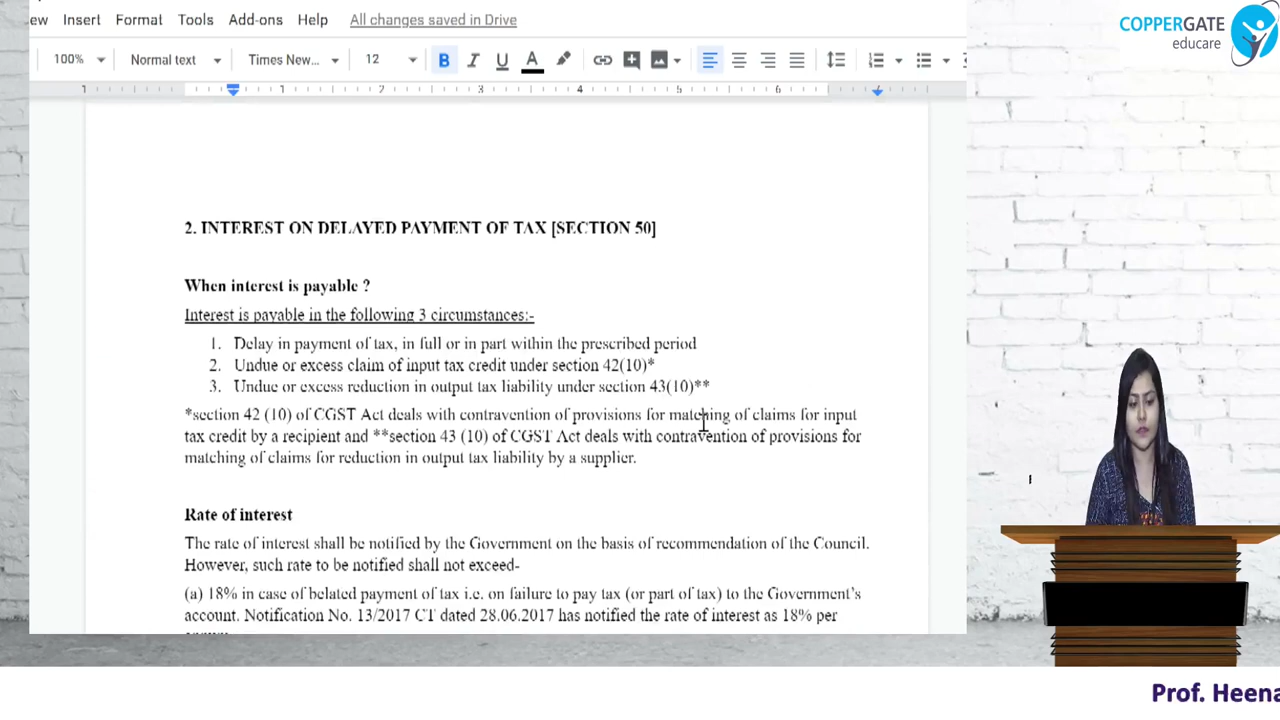 ew Insert Format Tools Add-ons Help All changes saved in Drive
100% Normal text Times New... 12 B I U A
1 1 2 3 4 5 6 7
2. INTEREST ON DELAYED PAYMENT OF TAX [SECTION 50]
When interest is payable ?
Interest is payable in the following 3 circumstances:-
1. Delay in payment of tax, in full or in part within the prescribed period
2. Undue or excess claim of input tax credit under section 42(10)*
3. Undue or excess reduction in output tax liability under section 43(10)**
*section 42 (10) of CGST Act deals with contravention of provisions for matching of claims for input
tax credit by a recipient and **section 43 (10) of CGST Act deals with contravention of provisions for
matching of claims for reduction in output tax liability by a supplier.
Rate of interest
The rate of interest shall be notified by the Government on the basis of recommendation of the Council.
However, such rate to be notified shall not exceed-
(a) 18% in case of belated payment of tax i.e. on failure to pay tax (or part of tax) to the Government's
account. Notification No. 13/2017 CT dated 28.06.2017 has notified the rate of interest as 18% per
COPPERGATE
educare
Prof. Heena